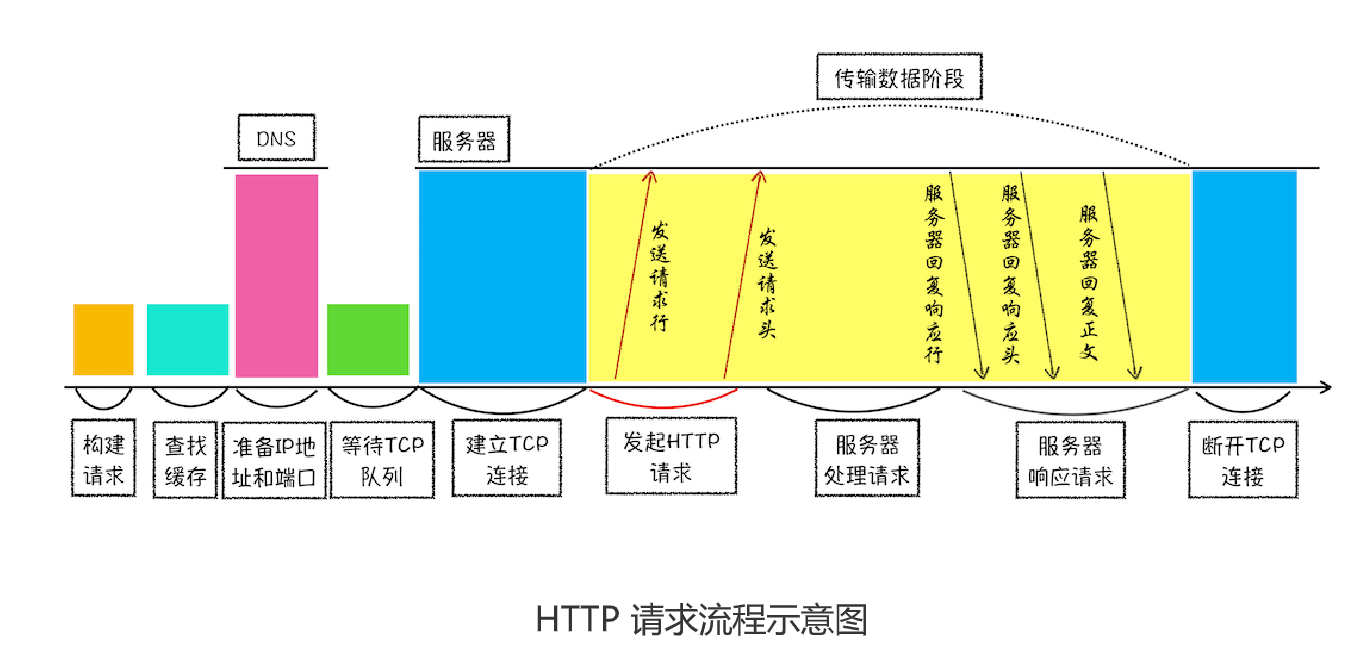 传输数据阶段
DNS
服务器
发送请求行
发送请求头
服务器回复响应行
服务器回复响应头
服务器回复正文
构建
请求
查找
缓存
准备IP地
址和端口
等待TCP
队列
建立TCP
连接
发起HTTP
请求
服务器
处理请求
服务器
响应请求
断开TCP
连接
HTTP 请求流程示意图